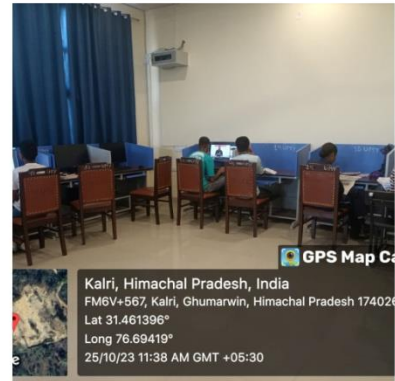 GPS Map Ca
Kalri, Himachal Pradesh, India
FM6V+567, Kalri, Ghumarwin, Himachal Pradesh 174026
Lat 31.461396°
Long 76.69419°
25/10/23 11:38 AM GMT +05:30